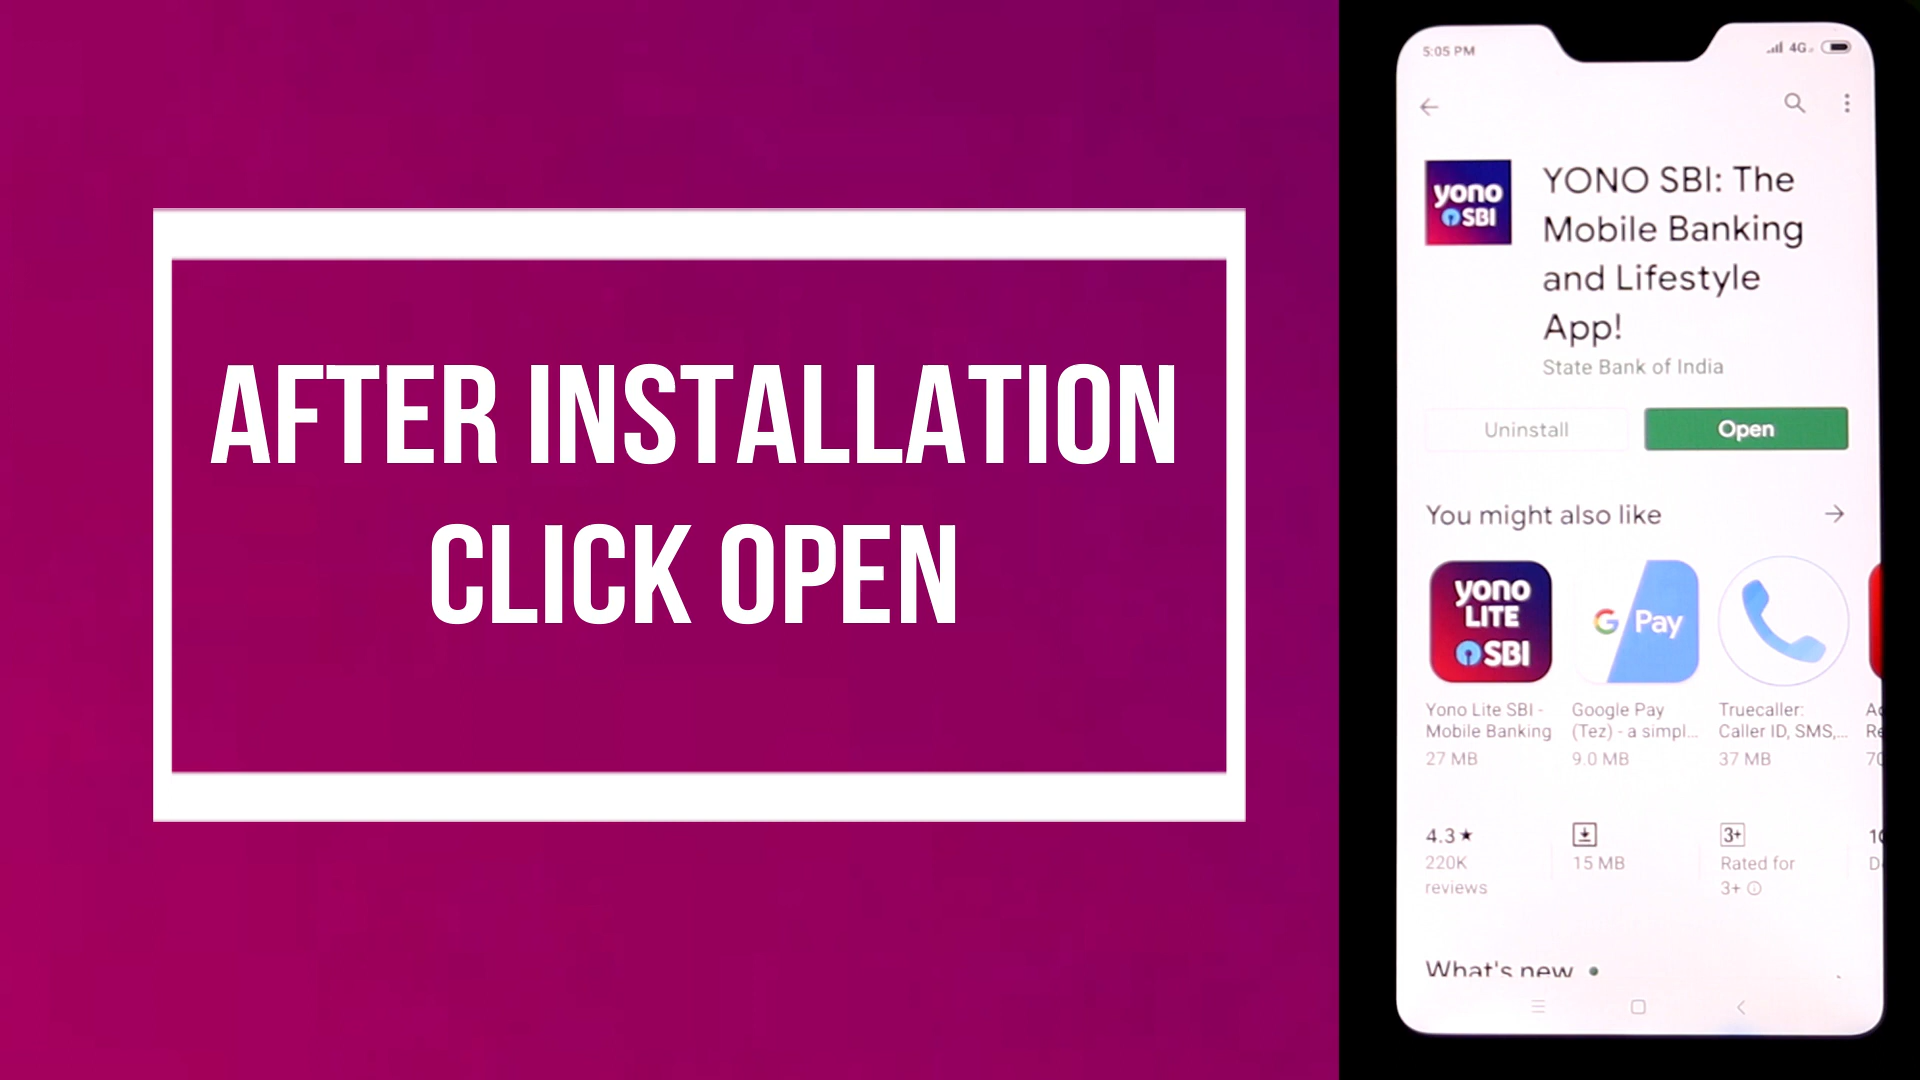 AFTER INSTALLATION
CLICK OPEN
5:05 PM
4G
yono
SBI
YONO SBI: The
Mobile Banking
and Lifestyle
App!
State Bank of India
Uninstall
Open
You might also like
yono
LITE
SBI
G Pay
Yono Lite SBI -
Mobile Banking
27 MB
Google Pay
(Tez) - a simpl...
9.0 MB
Truecaller:
Caller ID, SMS,...
37 MB
4.3★
220K
reviews
15 MB
3+
Rated for
3+
What's new